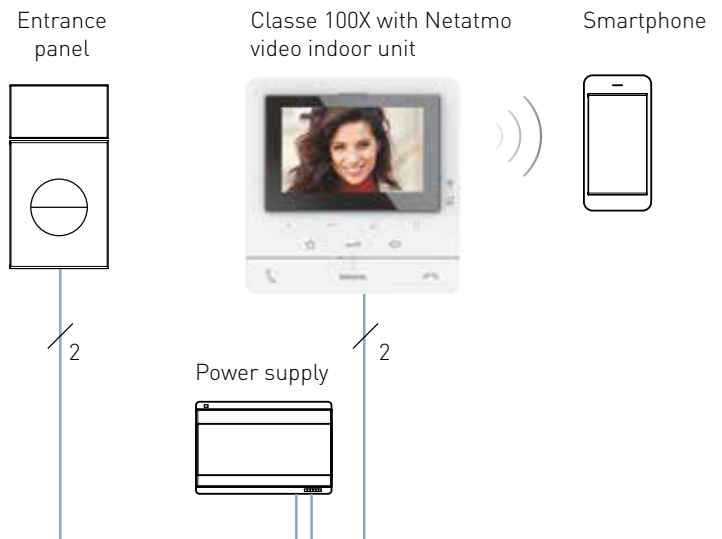 Entrance
panel
Classe 100X with Netatmo
video indoor unit
Smartphone
2
2
Power supply